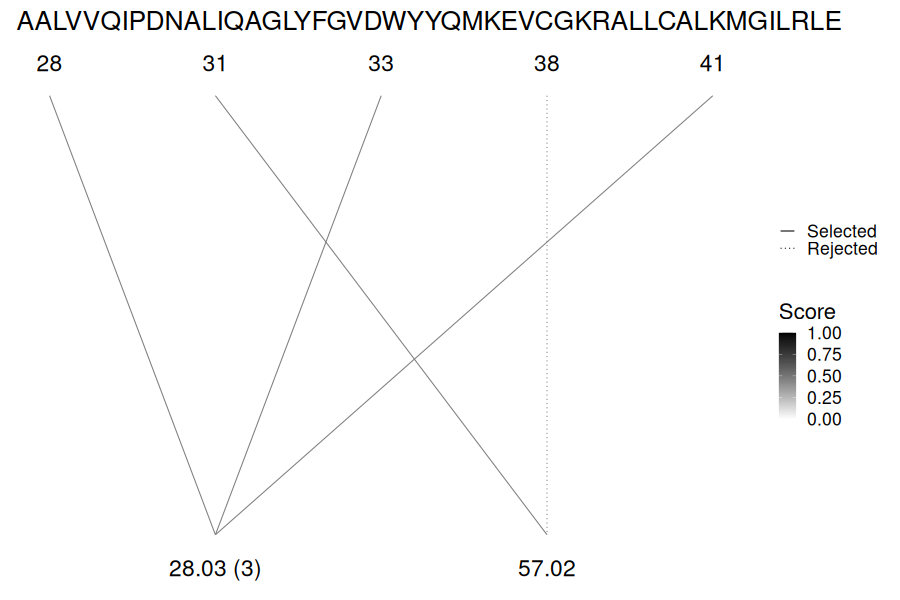 AALVVQIPDNALIQAGLYFGVDWYYQMKEVCGKRALLCALKMGILRLE
28 31 33 38 41
Selected
Rejected
Score
1.00
0.75
0.50
0.25
0.00
28.03 (3) 57.02